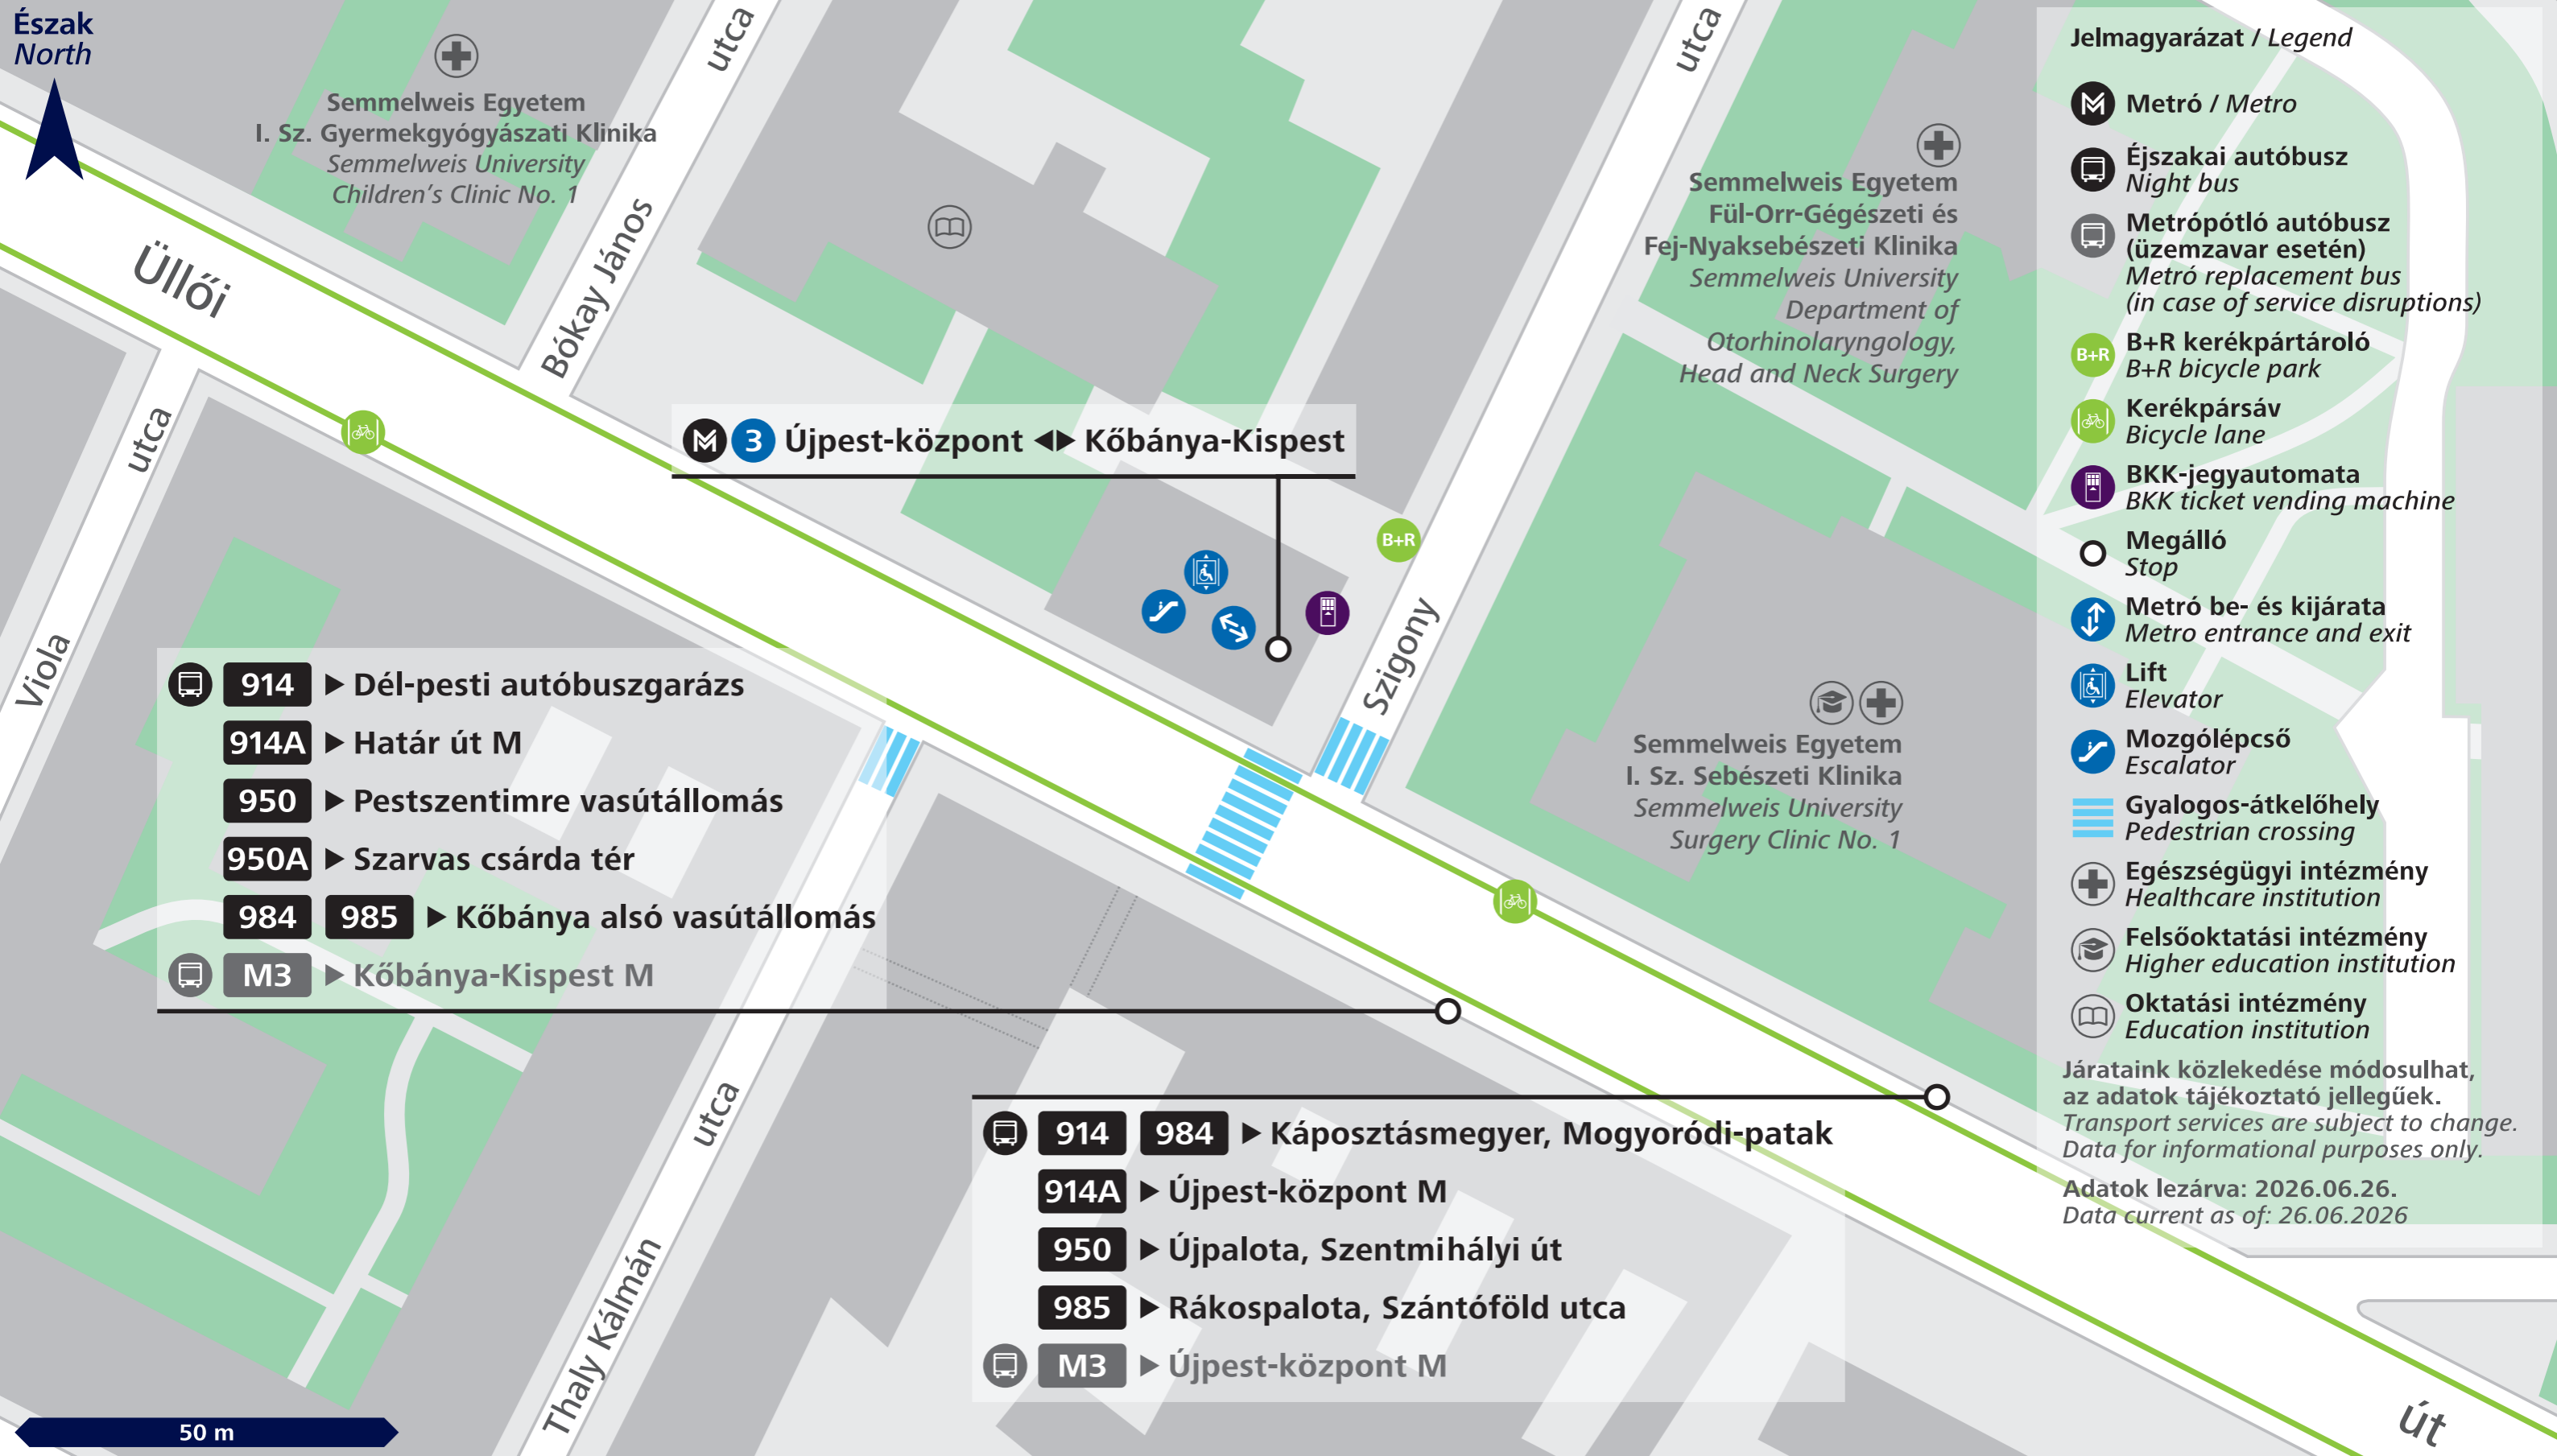 Észak
North
Semmelweis Egyetem
I. Sz. Gyermekgyógyászati Klinika
Semmelweis University
Children's Clinic No. 1
utca
Bókay János
utca
Semmelweis Egyetem
Fül-Orr-Gégészeti és
Fej-Nyaksebészeti Klinika
Semmelweis University
Department of
Otorhinolaryngology,
Head and Neck Surgery
Üllői
utca
Viola
3 Újpest-központ ◀▶ Kőbánya-Kispest
B+R
Szigony
914 ▶ Dél-pesti autóbuszgarázs
914A ▶ Határ út M
950 ▶ Pestszentimre vasútállomás
950A ▶ Szarvas csárda tér
984 985 ▶ Kőbánya alsó vasútállomás
M3 ▶ Kőbánya-Kispest M
Semmelweis Egyetem
I. Sz. Sebészeti Klinika
Semmelweis University
Surgery Clinic No. 1
utca
Thaly Kálmán
914 984 ▶ Káposztásmegyer, Mogyoródi-patak
914A ▶ Újpest-központ M
950 ▶ Újpalota, Szentmihályi út
985 ▶ Rákospalota, Szántóföld utca
M3 ▶ Újpest-központ M
út
50 m
Jelmagyarázat / Legend
Metró / Metro
Éjszakai autóbusz
Night bus
Metrópótló autóbusz
(üzemzavar esetén)
Metró replacement bus
(in case of service disruptions)
B+R B+R kerékpártároló
B+R bicycle park
Kerékpársáv
Bicycle lane
BKK-jegyautomata
BKK ticket vending machine
Megálló
Stop
Metró be- és kijárata
Metro entrance and exit
Lift
Elevator
Mozgólépcső
Escalator
Gyalogos-átkelőhely
Pedestrian crossing
Egészségügyi intézmény
Healthcare institution
Felsőoktatási intézmény
Higher education institution
Oktatási intézmény
Education institution
Járataink közlekedése módosulhat,
az adatok tájékoztató jellegűek.
Transport services are subject to change.
Data for informational purposes only.
Adatok lezárva: 2026.06.26.
Data current as of: 26.06.2026